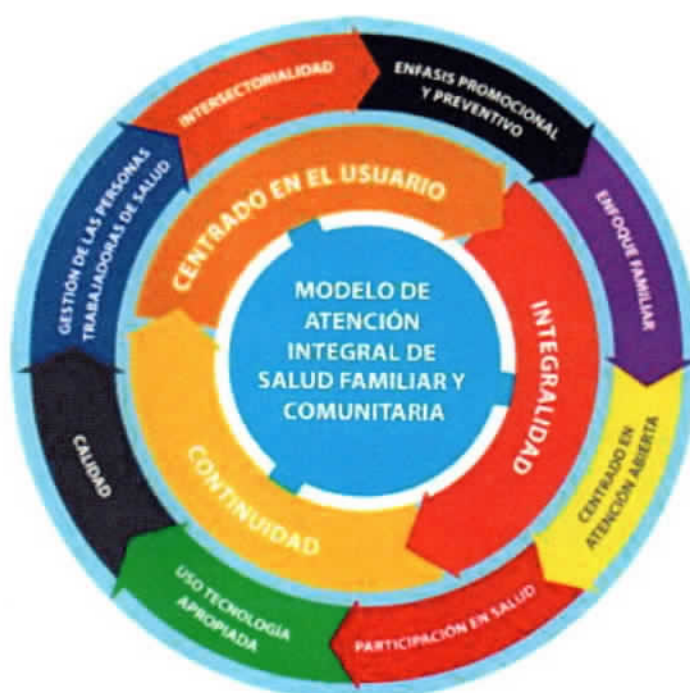 MODELO DE
ATENCIÓN
INTEGRAL DE
SALUD FAMILIAR Y
COMUNITARIA
CENTRADO EN EL USUARIO
INTEGRALIDAD
CONTINUIDAD
INTERSECTORIALIDAD
ENFASIS PROMOCIONAL
Y PREVENTIVO
ENFOQUE FAMILIAR
CENTRADO EN
ATENCIÓN ABIERTA
PARTICIPACIÓN EN SALUD
USO TECNOLOGÍA
APROPIADA
CALIDAD
GESTIÓN DE LAS PERSONAS
TRABAJADORAS DE SALUD